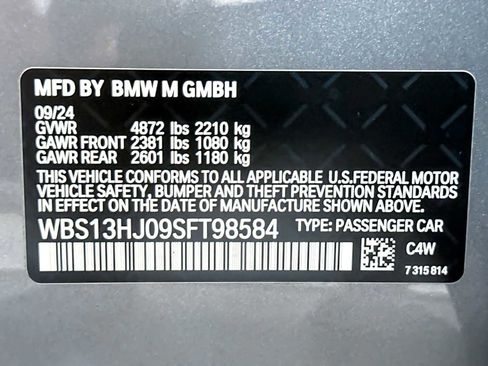 MFD BY BMW M GMBH
09/24
GVWR 4872 lbs 2210 kg
GAWR FRONT 2381 lbs 1080 kg
GAWR REAR 2601 lbs 1180 kg
THIS VEHICLE CONFORMS TO ALL APPLICABLE U.S.FEDERAL MOTOR
VEHICLE SAFETY, BUMPER AND THEFT PREVENTION STANDARDS
IN EFFECT ON THE DATE OF MANUFACTURE SHOWN ABOVE.
WBS13HJ09SFT98584 TYPE: PASSENGER CAR
C4W
7 315 814